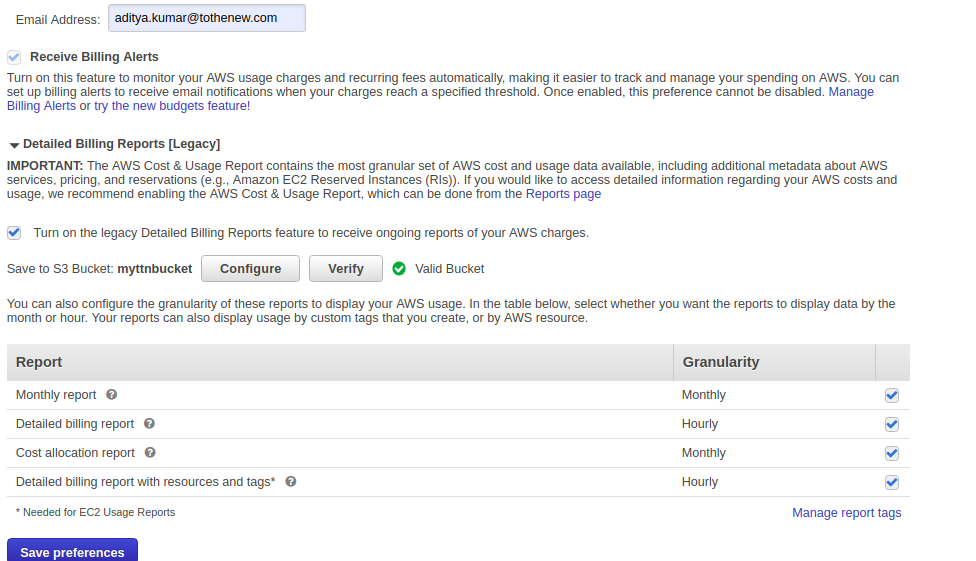 Email Address: aditya.kumar@tothenew.com
Receive Billing Alerts
Turn on this feature to monitor your AWS usage charges and recurring fees automatically, making it easier to track and manage your spending on AWS. You can
set up billing alerts to receive email notifications when your charges reach a specified threshold. Once enabled, this preference cannot be disabled. Manage
Billing Alerts or try the new budgets feature!
Detailed Billing Reports [Legacy]
IMPORTANT: The AWS Cost & Usage Report contains the most granular set of AWS cost and usage data available, including additional metadata about AWS
services, pricing, and reservations (e.g., Amazon EC2 Reserved Instances (RIs)). If you would like to access detailed information regarding your AWS costs and
usage, we recommend enabling the AWS Cost & Usage Report, which can be done from the Reports page
Turn on the legacy Detailed Billing Reports feature to receive ongoing reports of your AWS charges.
Save to S3 Bucket: myttnbucket Configure Verify Valid Bucket
You can also configure the granularity of these reports to display your AWS usage. In the table below, select whether you want the reports to display data by the
month or hour. Your reports can also display usage by custom tags that you create, or by AWS resource.
Report Granularity
Monthly report ? Monthly
Detailed billing report ? Hourly
Cost allocation report ? Monthly
Detailed billing report with resources and tags* ? Hourly
* Needed for EC2 Usage Reports Manage report tags
Save preferences